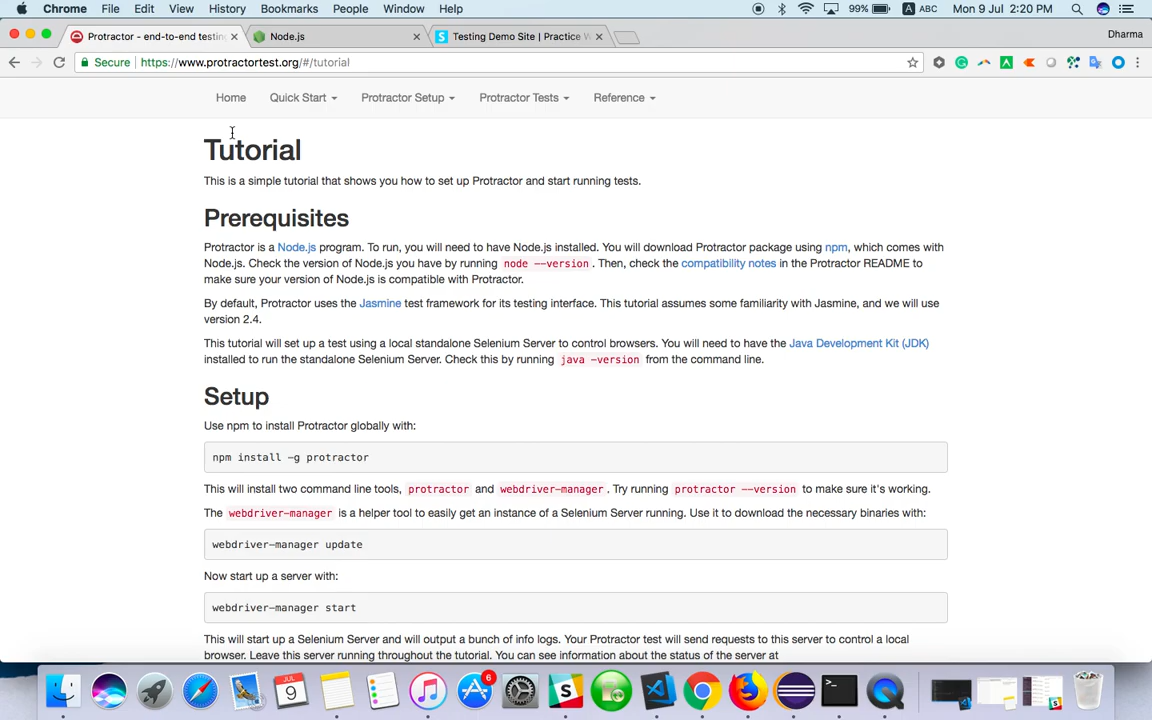 Chrome File Edit View History Bookmarks People Window Help 99% A ABC Mon 9 Jul 2:20 PM
Protractor - end-to-end testin Node.js Testing Demo Site | Practice W Dharma
Secure https://www.protractortest.org/#/tutorial
Home Quick Start Protractor Setup Protractor Tests Reference
Tutorial
This is a simple tutorial that shows you how to set up Protractor and start running tests.
Prerequisites
Protractor is a Node.js program. To run, you will need to have Node.js installed. You will download Protractor package using npm, which comes with
Node.js. Check the version of Node.js you have by running node --version. Then, check the compatibility notes in the Protractor README to
make sure your version of Node.js is compatible with Protractor.
By default, Protractor uses the Jasmine test framework for its testing interface. This tutorial assumes some familiarity with Jasmine, and we will use
version 2.4.
This tutorial will set up a test using a local standalone Selenium Server to control browsers. You will need to have the Java Development Kit (JDK)
installed to run the standalone Selenium Server. Check this by running java -version from the command line.
Setup
Use npm to install Protractor globally with:
npm install -g protractor
This will install two command line tools, protractor and webdriver-manager. Try running protractor --version to make sure it's working.
The webdriver-manager is a helper tool to easily get an instance of a Selenium Server running. Use it to download the necessary binaries with:
webdriver-manager update
Now start up a server with:
webdriver-manager start
This will start up a Selenium Server and will output a bunch of info logs. Your Protractor test will send requests to this server to control a local
browser. Leave this server running throughout the tutorial. You can see information about the status of the server at
JUL
9
6